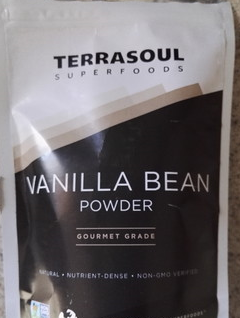 TERRASOUL
SUPERFOODS
VANILLA BEAN
POWDER
GOURMET GRADE
NATURAL • NUTRIENT-DENSE • NON-GMO VERIFIED